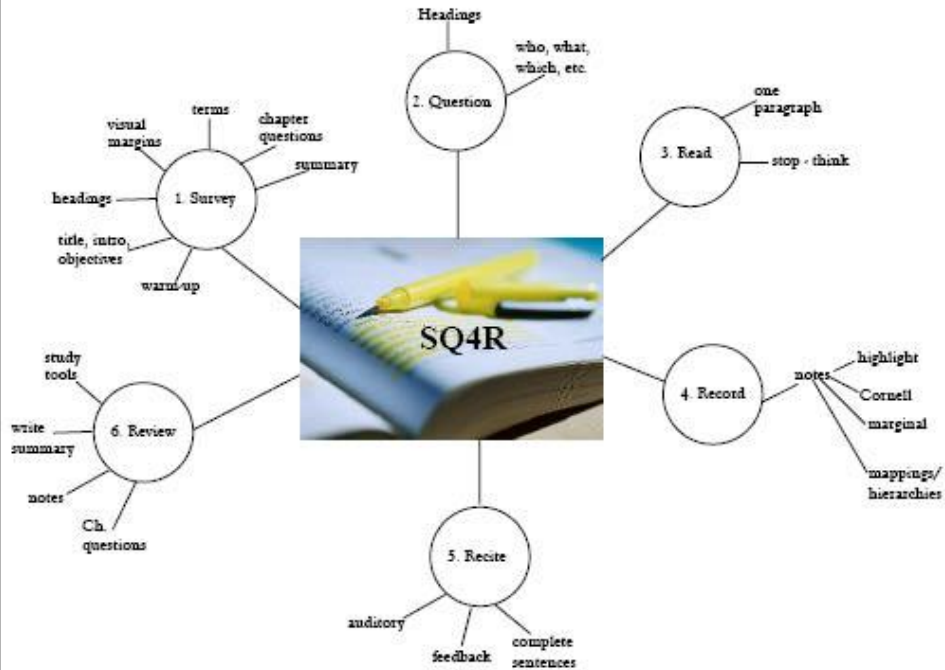 SQ4R
1. Survey
warm-up
title, intro,
objectives
headings
visual
margins
terms
chapter
questions
summary
2. Question
Headings
who, what,
which, etc.
3. Read
one
paragraph
stop - think
4. Record
notes
highlight
Cornell
marginal
mappings/
hierarchies
5. Recite
auditory
feedback
complete
sentences
6. Review
study
tools
write
summary
notes
Ch.
questions